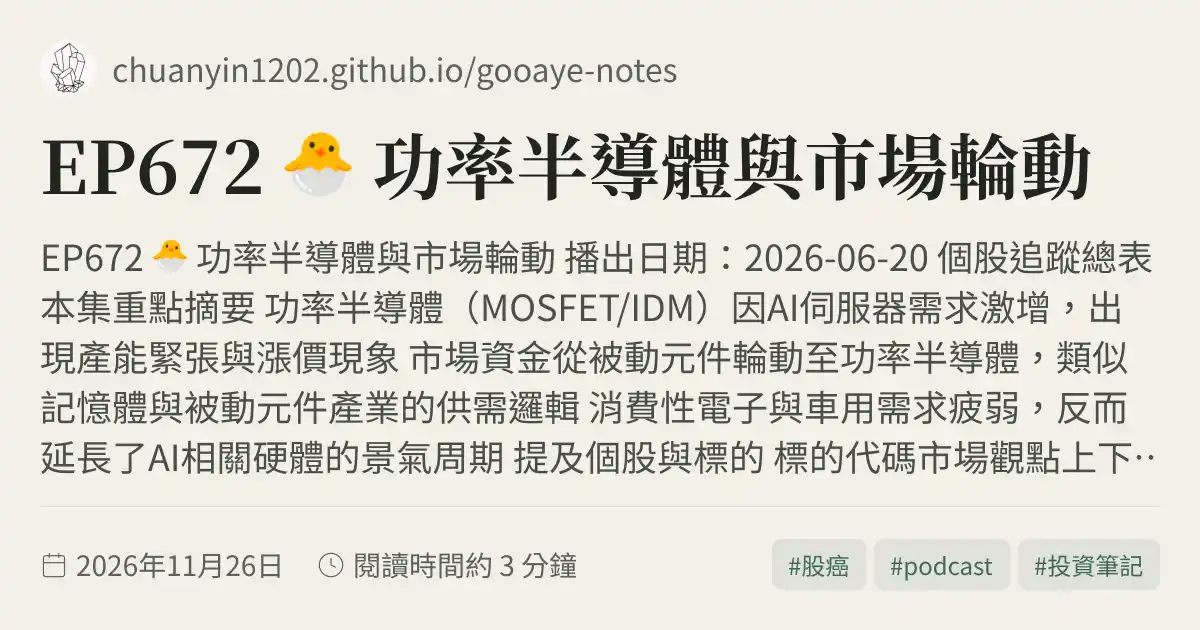 chuanyin1202.github.io/gooaye-notes
EP672 🐣 功率半導體與市場輪動
EP672 🐣 功率半導體與市場輪動 播出日期：2026-06-20 個股追蹤總表
本集重點摘要 功率半導體（MOSFET/IDM）因AI伺服器需求激增，出
現產能緊張與漲價現象 市場資金從被動元件輪動至功率半導體，類似
記憶體與被動元件產業的供需邏輯 消費性電子與車用需求疲弱，反而
延長了AI相關硬體的景氣周期 提及個股與標的 標的代碼市場觀點上下…
2026年11月26日 閱讀時間約 3 分鐘 #股癌 #podcast #投資筆記